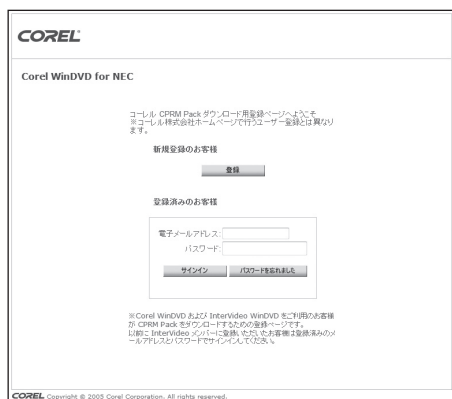 COREL
Corel WinDVD for NEC
コーレル CPRM Pack ダウンロード用登録ページへようこそ
※コーレル株式会社ホームページで行うユーザー登録とは異なり
ます。
新規登録のお客様
登録
登録済みのお客様
電子メールアドレス:
パスワード:
サインイン パスワードを忘れました
※Corel WinDVD および InterVideo WinDVD をご利用のお客様
が CPRM Pack をダウンロードするための登録ページです。
以前に InterVideo メンバーに登録いただいたお客様は登録済みのメ
ールアドレスとパスワードでサインインしてください。
COREL Copyright © 2005 Corel Corporation. All rights reserved.